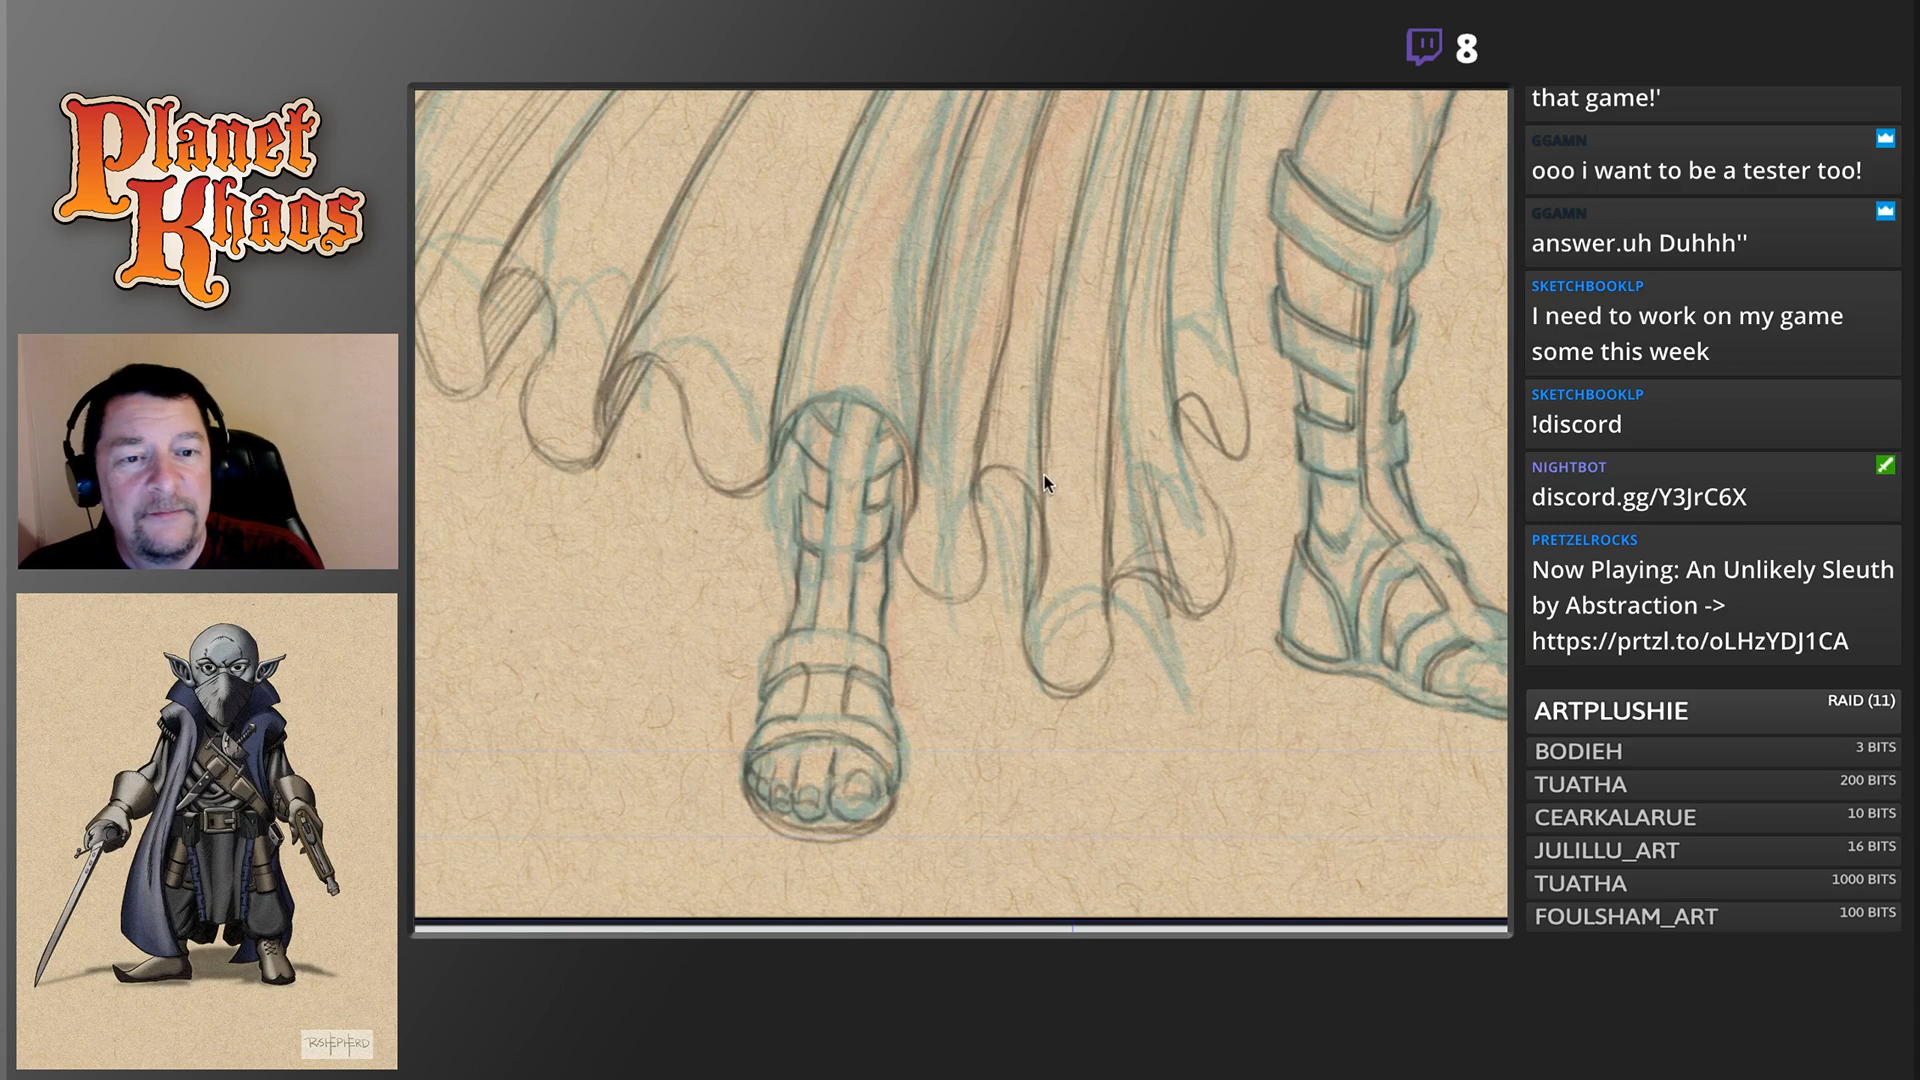 8
Planet
Khaos
that game!'
GGAMN
ooo i want to be a tester too!
GGAMN
answer.uh Duhhh''
SKETCHBOOKLP
I need to work on my game
some this week
SKETCHBOOKLP
!discord
NIGHTBOT
discord.gg/Y3JrC6X
PRETZELROCKS
Now Playing: An Unlikely Sleuth
by Abstraction ->
https://prtzl.to/oLHzYDJ1CA
ARTPLUSHIE RAID (11)
BODIEH 3 BITS
TUATHA 200 BITS
CEARKALARUE 10 BITS
JULILLU_ART 16 BITS
TUATHA 1000 BITS
FOULSHAM_ART 100 BITS
R.SHEPHERD